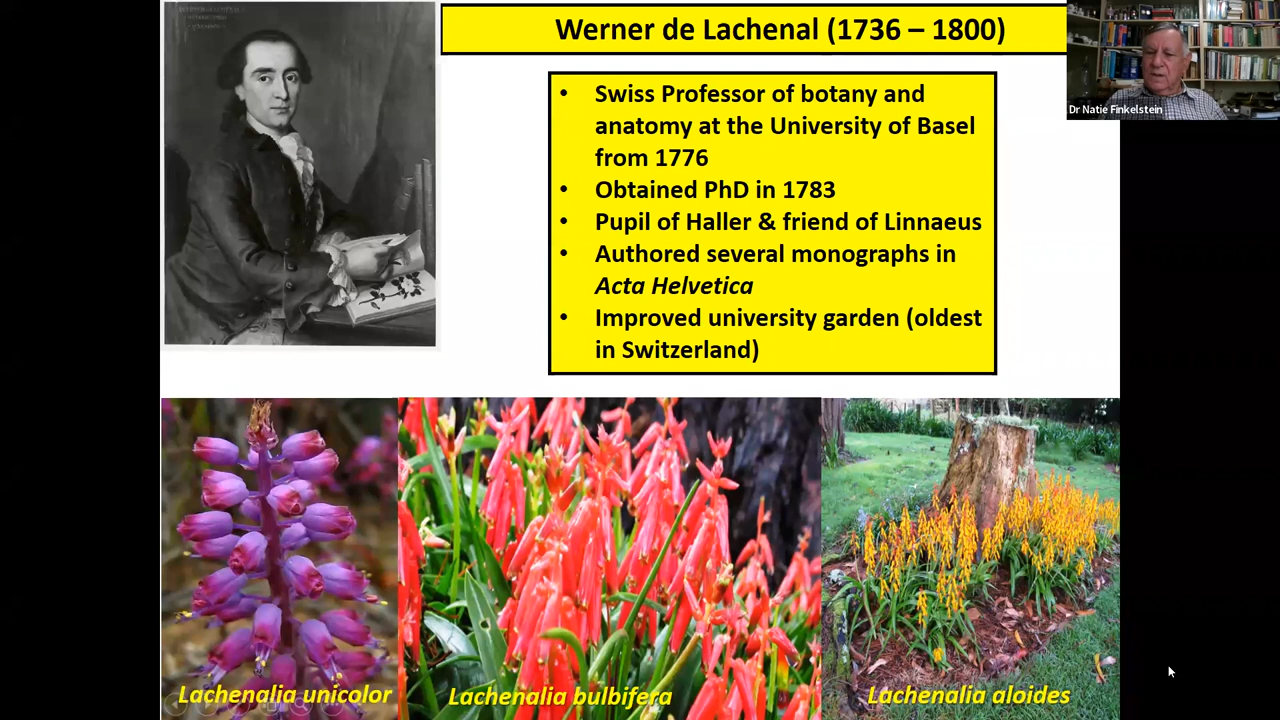 Werner de Lachenal (1736 – 1800)
Dr Natie Finkelstein
• Swiss Professor of botany and
anatomy at the University of Basel
from 1776
• Obtained PhD in 1783
• Pupil of Haller & friend of Linnaeus
• Authored several monographs in
Acta Helvetica
• Improved university garden (oldest
in Switzerland)
Lachenalia unicolor
Lachenalia bulbifera
Lachenalia aloides